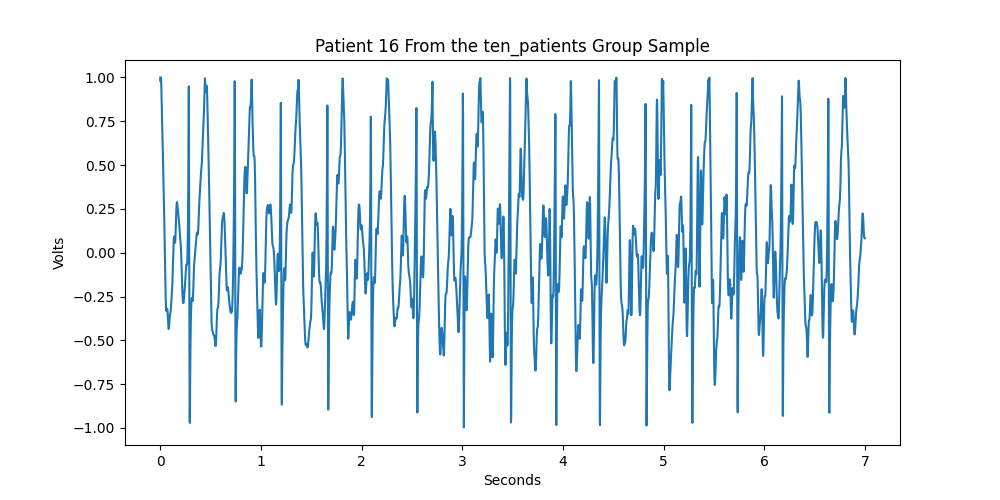 Patient 16 From the ten_patients Group Sample
1.00
0.75
0.50
0.25
0.00
−0.25
−0.50
−0.75
−1.00
Volts
0 1 2 3 4 5 6 7
Seconds